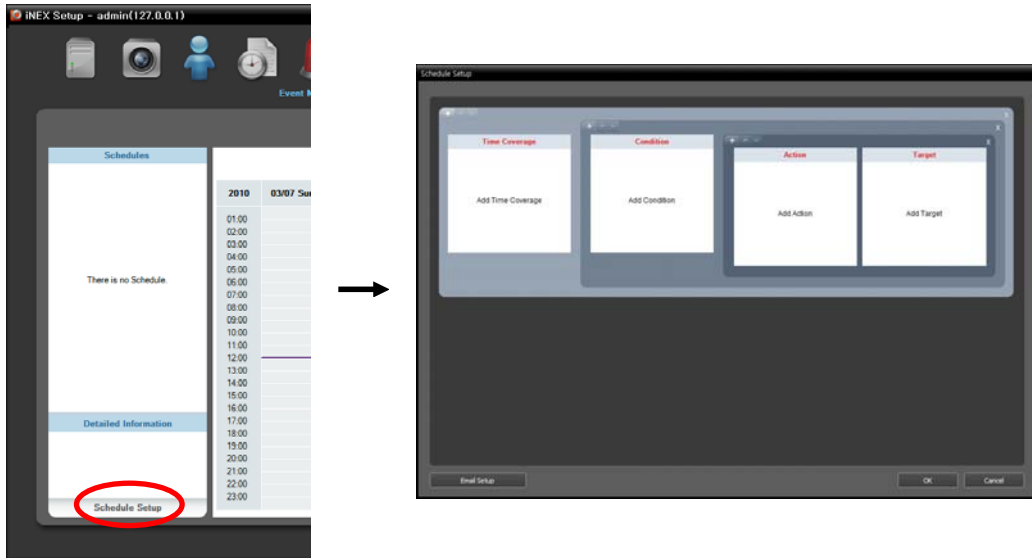 iNEX Setup - admin(127.0.0.1)
Event M
Schedules
There is no Schedule.
Detailed Information
Schedule Setup
2010 03/07 Sun
01:00
02:00
03:00
04:00
05:00
06:00
07:00
08:00
09:00
10:00
11:00
12:00
13:00
14:00
15:00
16:00
17:00
18:00
19:00
20:00
21:00
22:00
23:00
Schedule Setup
X
X
X
Time Coverage
Add Time Coverage
Condition
Add Condition
Action
Add Action
Target
Add Target
Email Setup
OK
Cancel